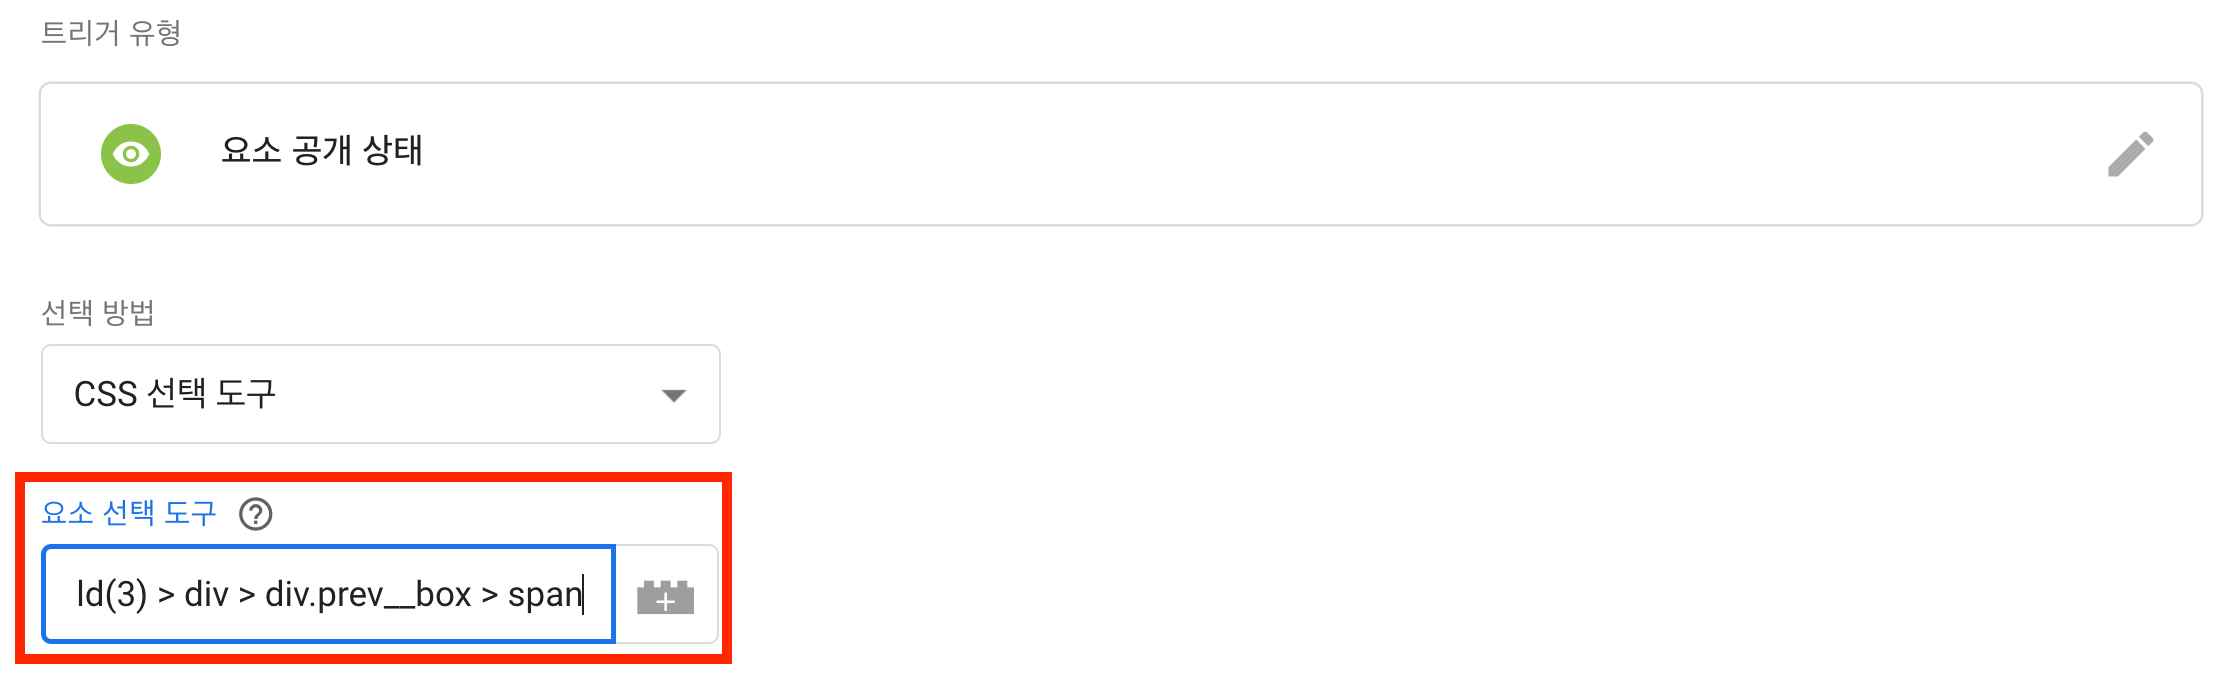 트리거 유형
요소 공개 상태
선택 방법
CSS 선택 도구
요소 선택 도구
ld(3) > div > div.prev__box > span